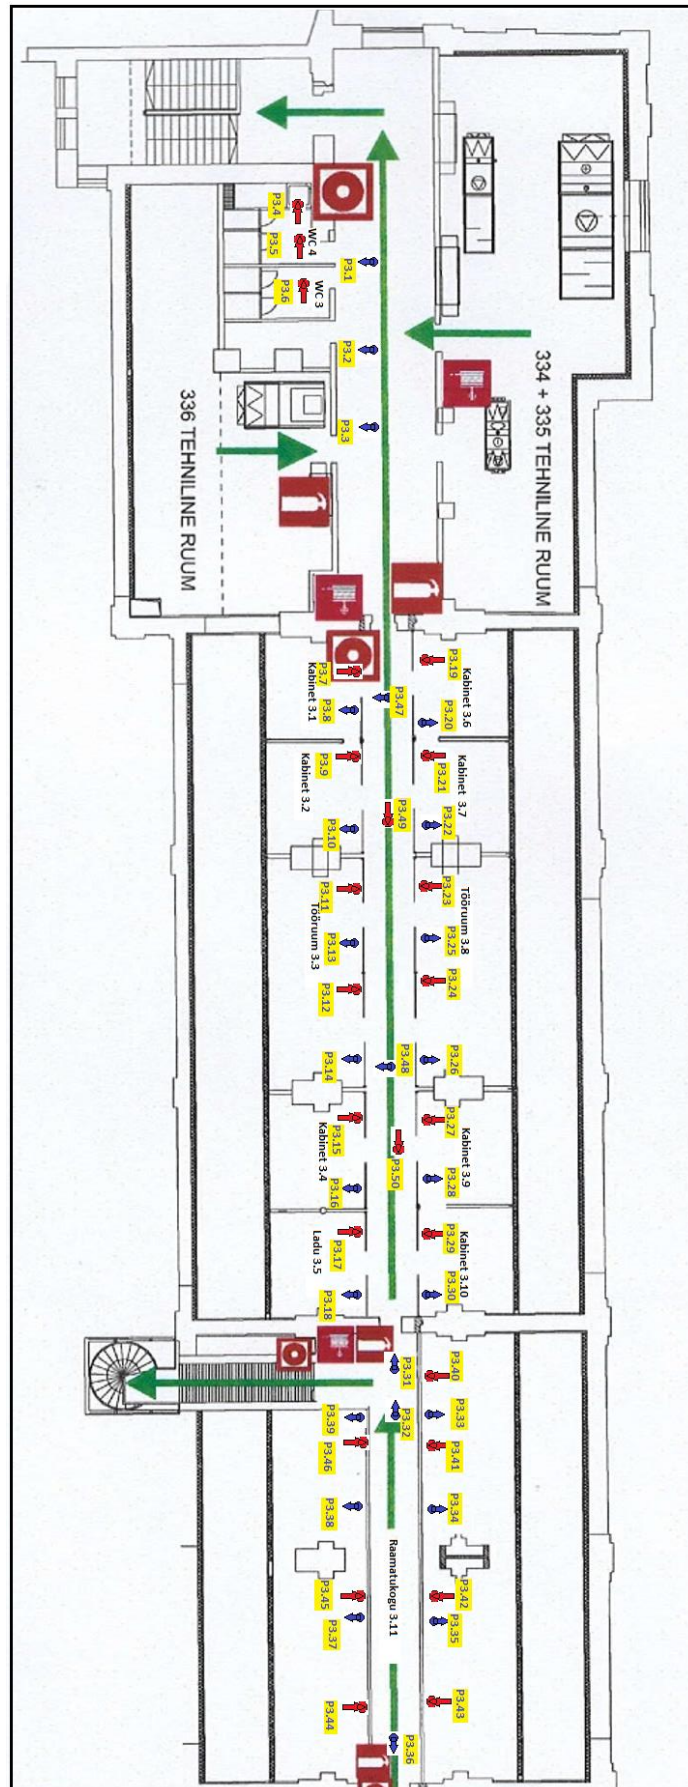 P3.4
P3.5
WC 4
P3.1
P3.6
WC 3
P3.2
P3.3
334 + 335 TEHNILINE RUUM
336 TEHNILINE RUUM
P3.7
Kabinet 3.1
P3.8
P3.47
P3.19
Kabinet 3.6
P3.20
P3.9
Kabinet 3.2
P3.10
P3.49
P3.21
Kabinet 3.7
P3.22
P3.11
Tööruum 3.3
P3.13
P3.12
P3.14
P3.48
P3.23
Tööruum 3.8
P3.25
P3.24
P3.26
P3.15
Kabinet 3.4
P3.16
P3.50
P3.27
Kabinet 3.9
P3.28
P3.17
Ladu 3.5
P3.18
P3.29
Kabinet 3.10
P3.30
P3.31
P3.32
P3.40
P3.33
P3.39
P3.46
P3.41
P3.38
P3.34
Raamatukogu 3.11
P3.45
P3.37
P3.42
P3.35
P3.44
P3.43
P3.36